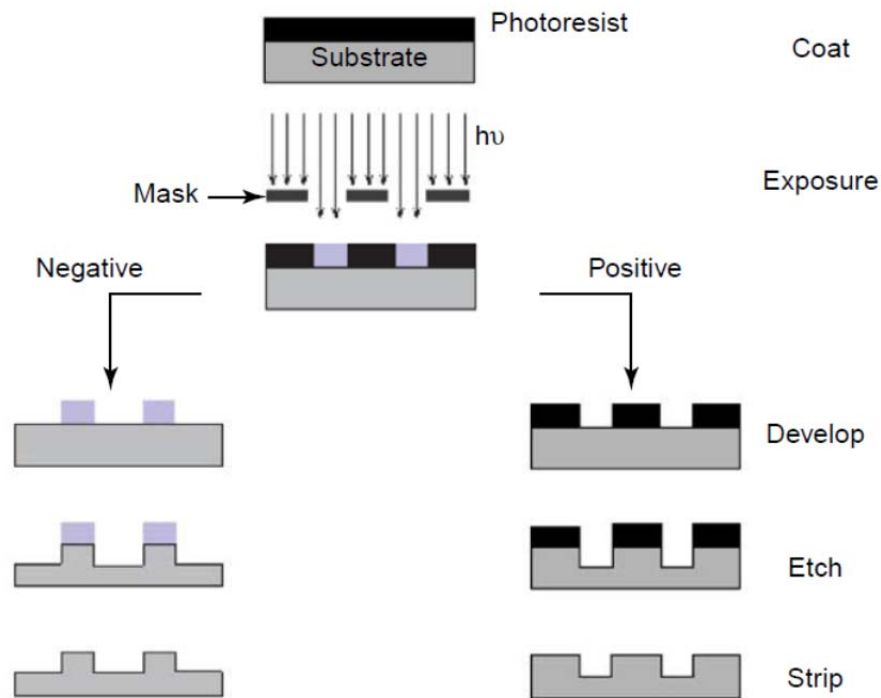 Photoresist
Substrate
Coat
hυ
Mask
Exposure
Negative
Positive
Develop
Etch
Strip